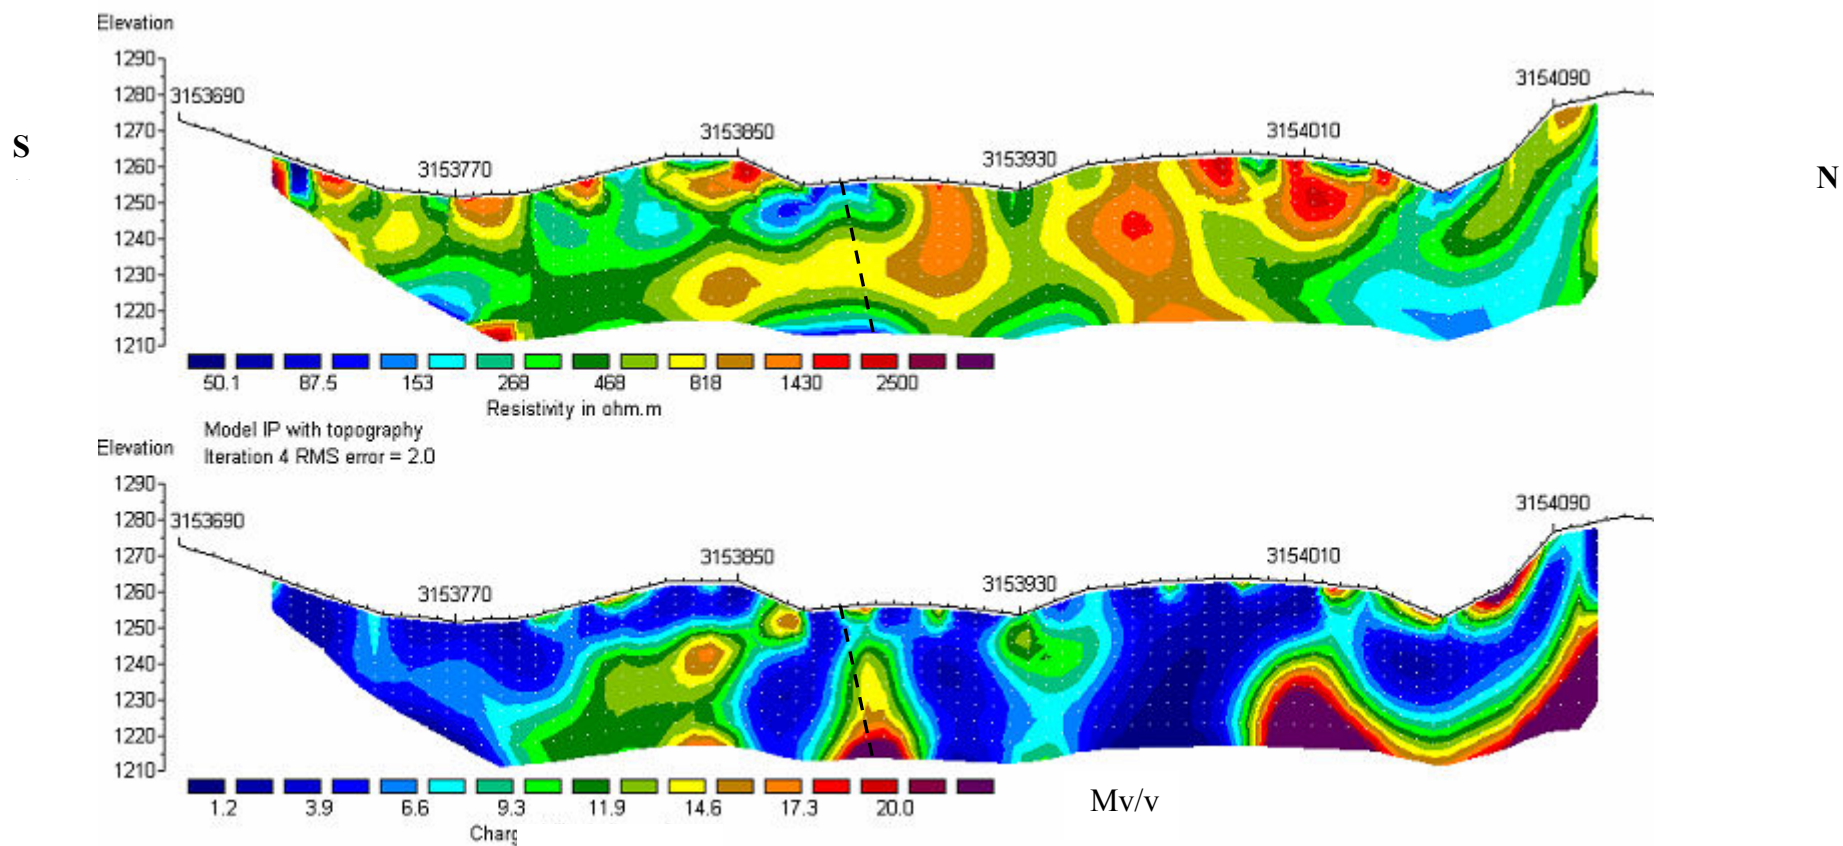 Elevation
1290
1280
1270
1260
1250
1240
1230
1220
1210
3153690
3153770
3153850
3153930
3154010
3154090
S
N
50.1 87.5 153 268 468 818 1430 2500
Resistivity in ohm.m
Model IP with topography
Iteration 4 RMS error = 2.0
Elevation
1290
1280
1270
1260
1250
1240
1230
1220
1210
3153690
3153770
3153850
3153930
3154010
3154090
1.2 3.9 6.6 9.3 11.9 14.6 17.3 20.0
Mv/v
Charg